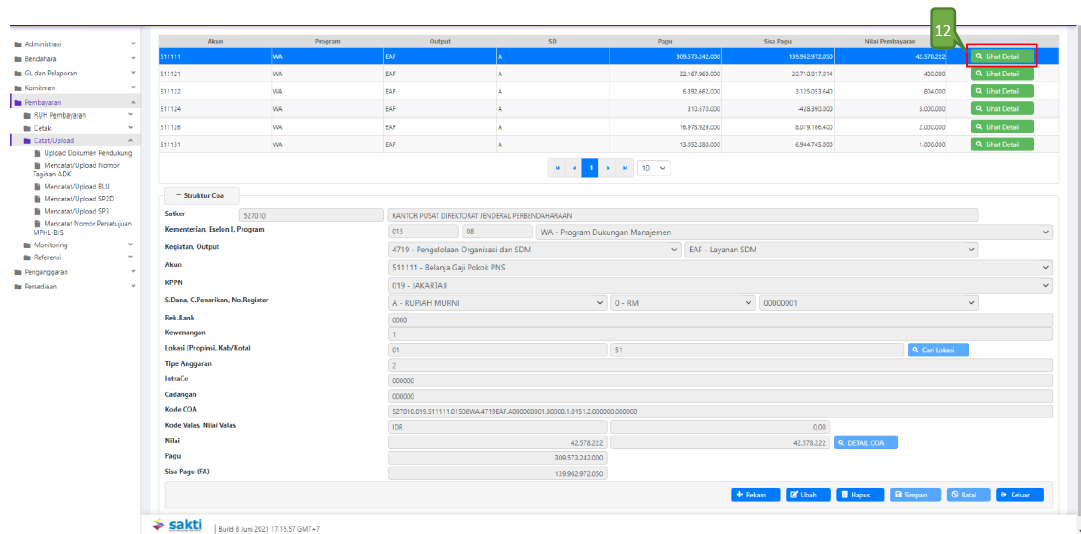 12
Administrasi
Bendahara
GL dan Pelaporan
Komitmen
Pembayaran
RUH Pembayaran
Cetak
Catat/Upload
Upload Dokumen Pendukung
Mencatat/Upload Nomor
Tagihan ADK
Mencatat/Upload BLU
Mencatat/Upload SP2D
Mencatat/Upload SP3
Mencatat Nomor Persetujuan
MPHL-BJS
Monitoring
Referensi
Penganggaran
Persediaan
Akun Program Output SD Pagu Sisa Pagu Nilai Pembayaran
511111 WA EAF A 309.573.242.000 139.962.972.050 42.578.222 Lihat Detail
511121 WA EAF A 32.167.963.000 20.710.017.314 400.000 Lihat Detail
511122 WA EAF A 6.392.662.000 3.125.053.640 804.000 Lihat Detail
511124 WA EAF A 310.573.000 -428.390.000 3.000.000 Lihat Detail
511126 WA EAF A 16.978.929.000 8.019.166.400 2.000.000 Lihat Detail
511131 WA EAF A 13.052.280.000 6.944.745.000 1.000.000 Lihat Detail
1 10
Struktur Coa
Satker 527010 KANTOR PUSAT DIREKTORAT JENDERAL PERBENDAHARAAN
Kementerian, Eselon I, Program 015 08 WA - Program Dukungan Manajemen
Kegiatan, Output 4719 - Pengelolaan Organisasi dan SDM EAF - Layanan SDM
Akun 511111 - Belanja Gaji Pokok PNS
KPPN 019 - JAKARTA II
S.Dana, C.Penarikan, No.Register A - RUPIAH MURNI 0 - RM 00000001
Rek.Bank 0000
Kewenangan 1
Lokasi (Propinsi, Kab/Kota) 01 51 Cari Lokasi
Tipe Anggaran 2
IntraCo 000000
Cadangan 000000
Kode COA 527010.019.511111.01508WA.4719EAF.A000000001.00000.1.0151.2.000000.000000
Kode Valas, Nilai Valas IDR 0,00
Nilai 42.578.222 42.578.222 DETAIL COA
Pagu 309.573.242.000
Sisa Pagu (FA) 139.962.972.050
Rekam Ubah Hapus Simpan Batal Keluar
sakti Build 8 Juni 2021 17:15:57 GMT+7